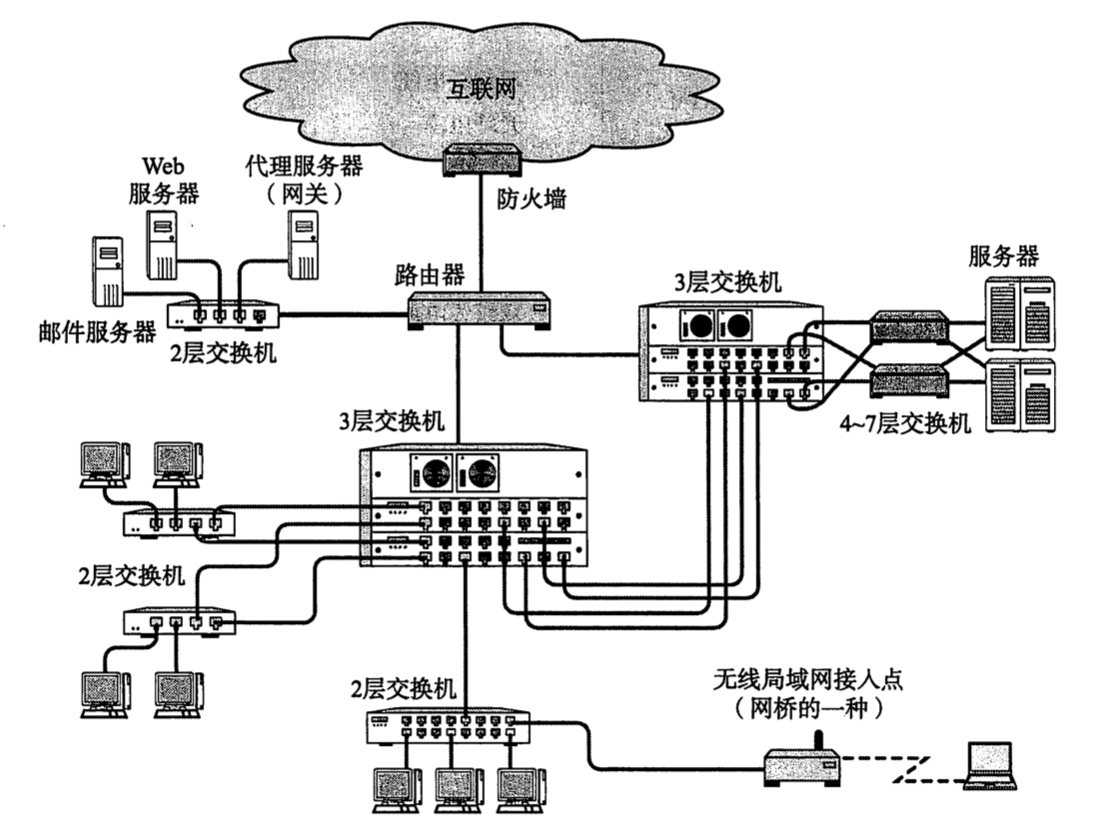 互联网
防火墙
Web
服务器
代理服务器
（网关）
邮件服务器
2层交换机
路由器
3层交换机
服务器
4~7层交换机
3层交换机
2层交换机
2层交换机
无线局域网接入点
（网桥的一种）